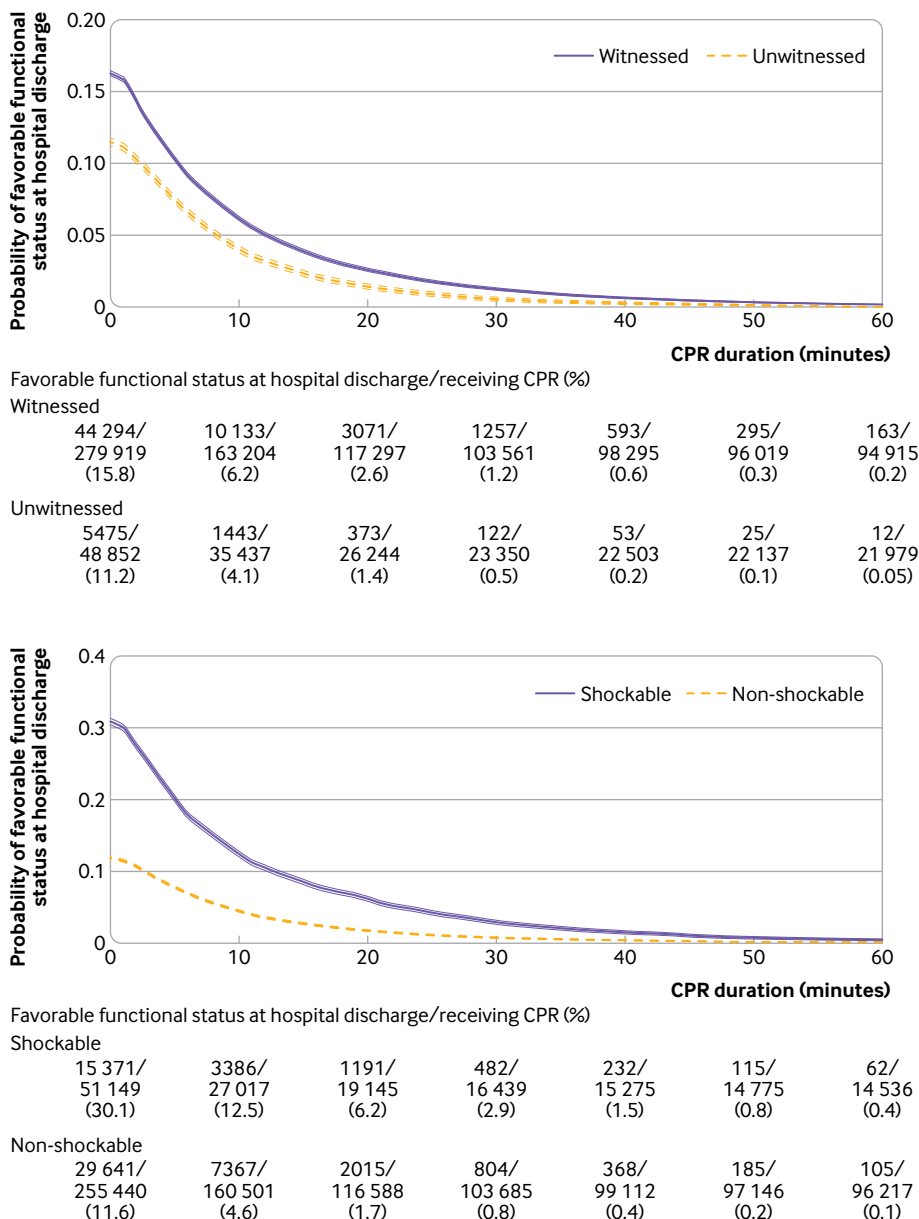 Probability of favorable functional
status at hospital discharge
0.20
0.15
0.10
0.05
0
Witnessed
Unwitnessed
0 10 20 30 40 50 60
CPR duration (minutes)
Favorable functional status at hospital discharge/receiving CPR (%)
Witnessed
44 294/ 10 133/ 3071/ 1257/ 593/ 295/ 163/
279 919 163 204 117 297 103 561 98 295 96 019 94 915
(15.8) (6.2) (2.6) (1.2) (0.6) (0.3) (0.2)
Unwitnessed
5475/ 1443/ 373/ 122/ 53/ 25/ 12/
48 852 35 437 26 244 23 350 22 503 22 137 21 979
(11.2) (4.1) (1.4) (0.5) (0.2) (0.1) (0.05)
Probability of favorable functional
status at hospital discharge
0.4
0.3
0.2
0.1
0
Shockable
Non-shockable
0 10 20 30 40 50 60
CPR duration (minutes)
Favorable functional status at hospital discharge/receiving CPR (%)
Shockable
15 371/ 3386/ 1191/ 482/ 232/ 115/ 62/
51 149 27 017 19 145 16 439 15 275 14 775 14 536
(30.1) (12.5) (6.2) (2.9) (1.5) (0.8) (0.4)
Non-shockable
29 641/ 7367/ 2015/ 804/ 368/ 185/ 105/
255 440 160 501 116 588 103 685 99 112 97 146 96 217
(11.6) (4.6) (1.7) (0.8) (0.4) (0.2) (0.1)